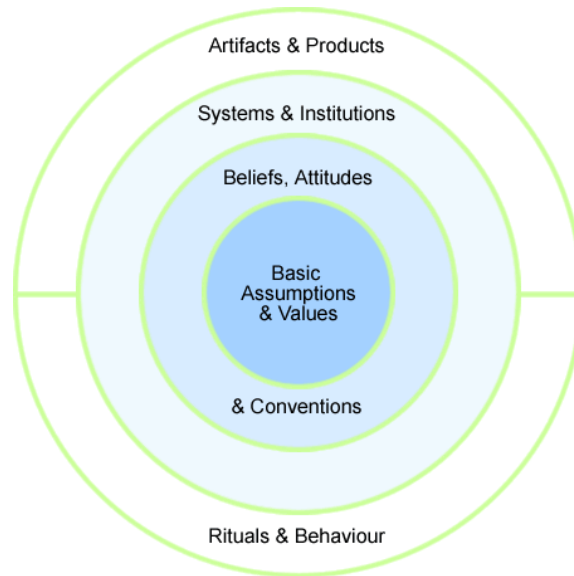 Artifacts & Products
Systems & Institutions
Beliefs, Attitudes
Basic
Assumptions
& Values
& Conventions
Rituals & Behaviour